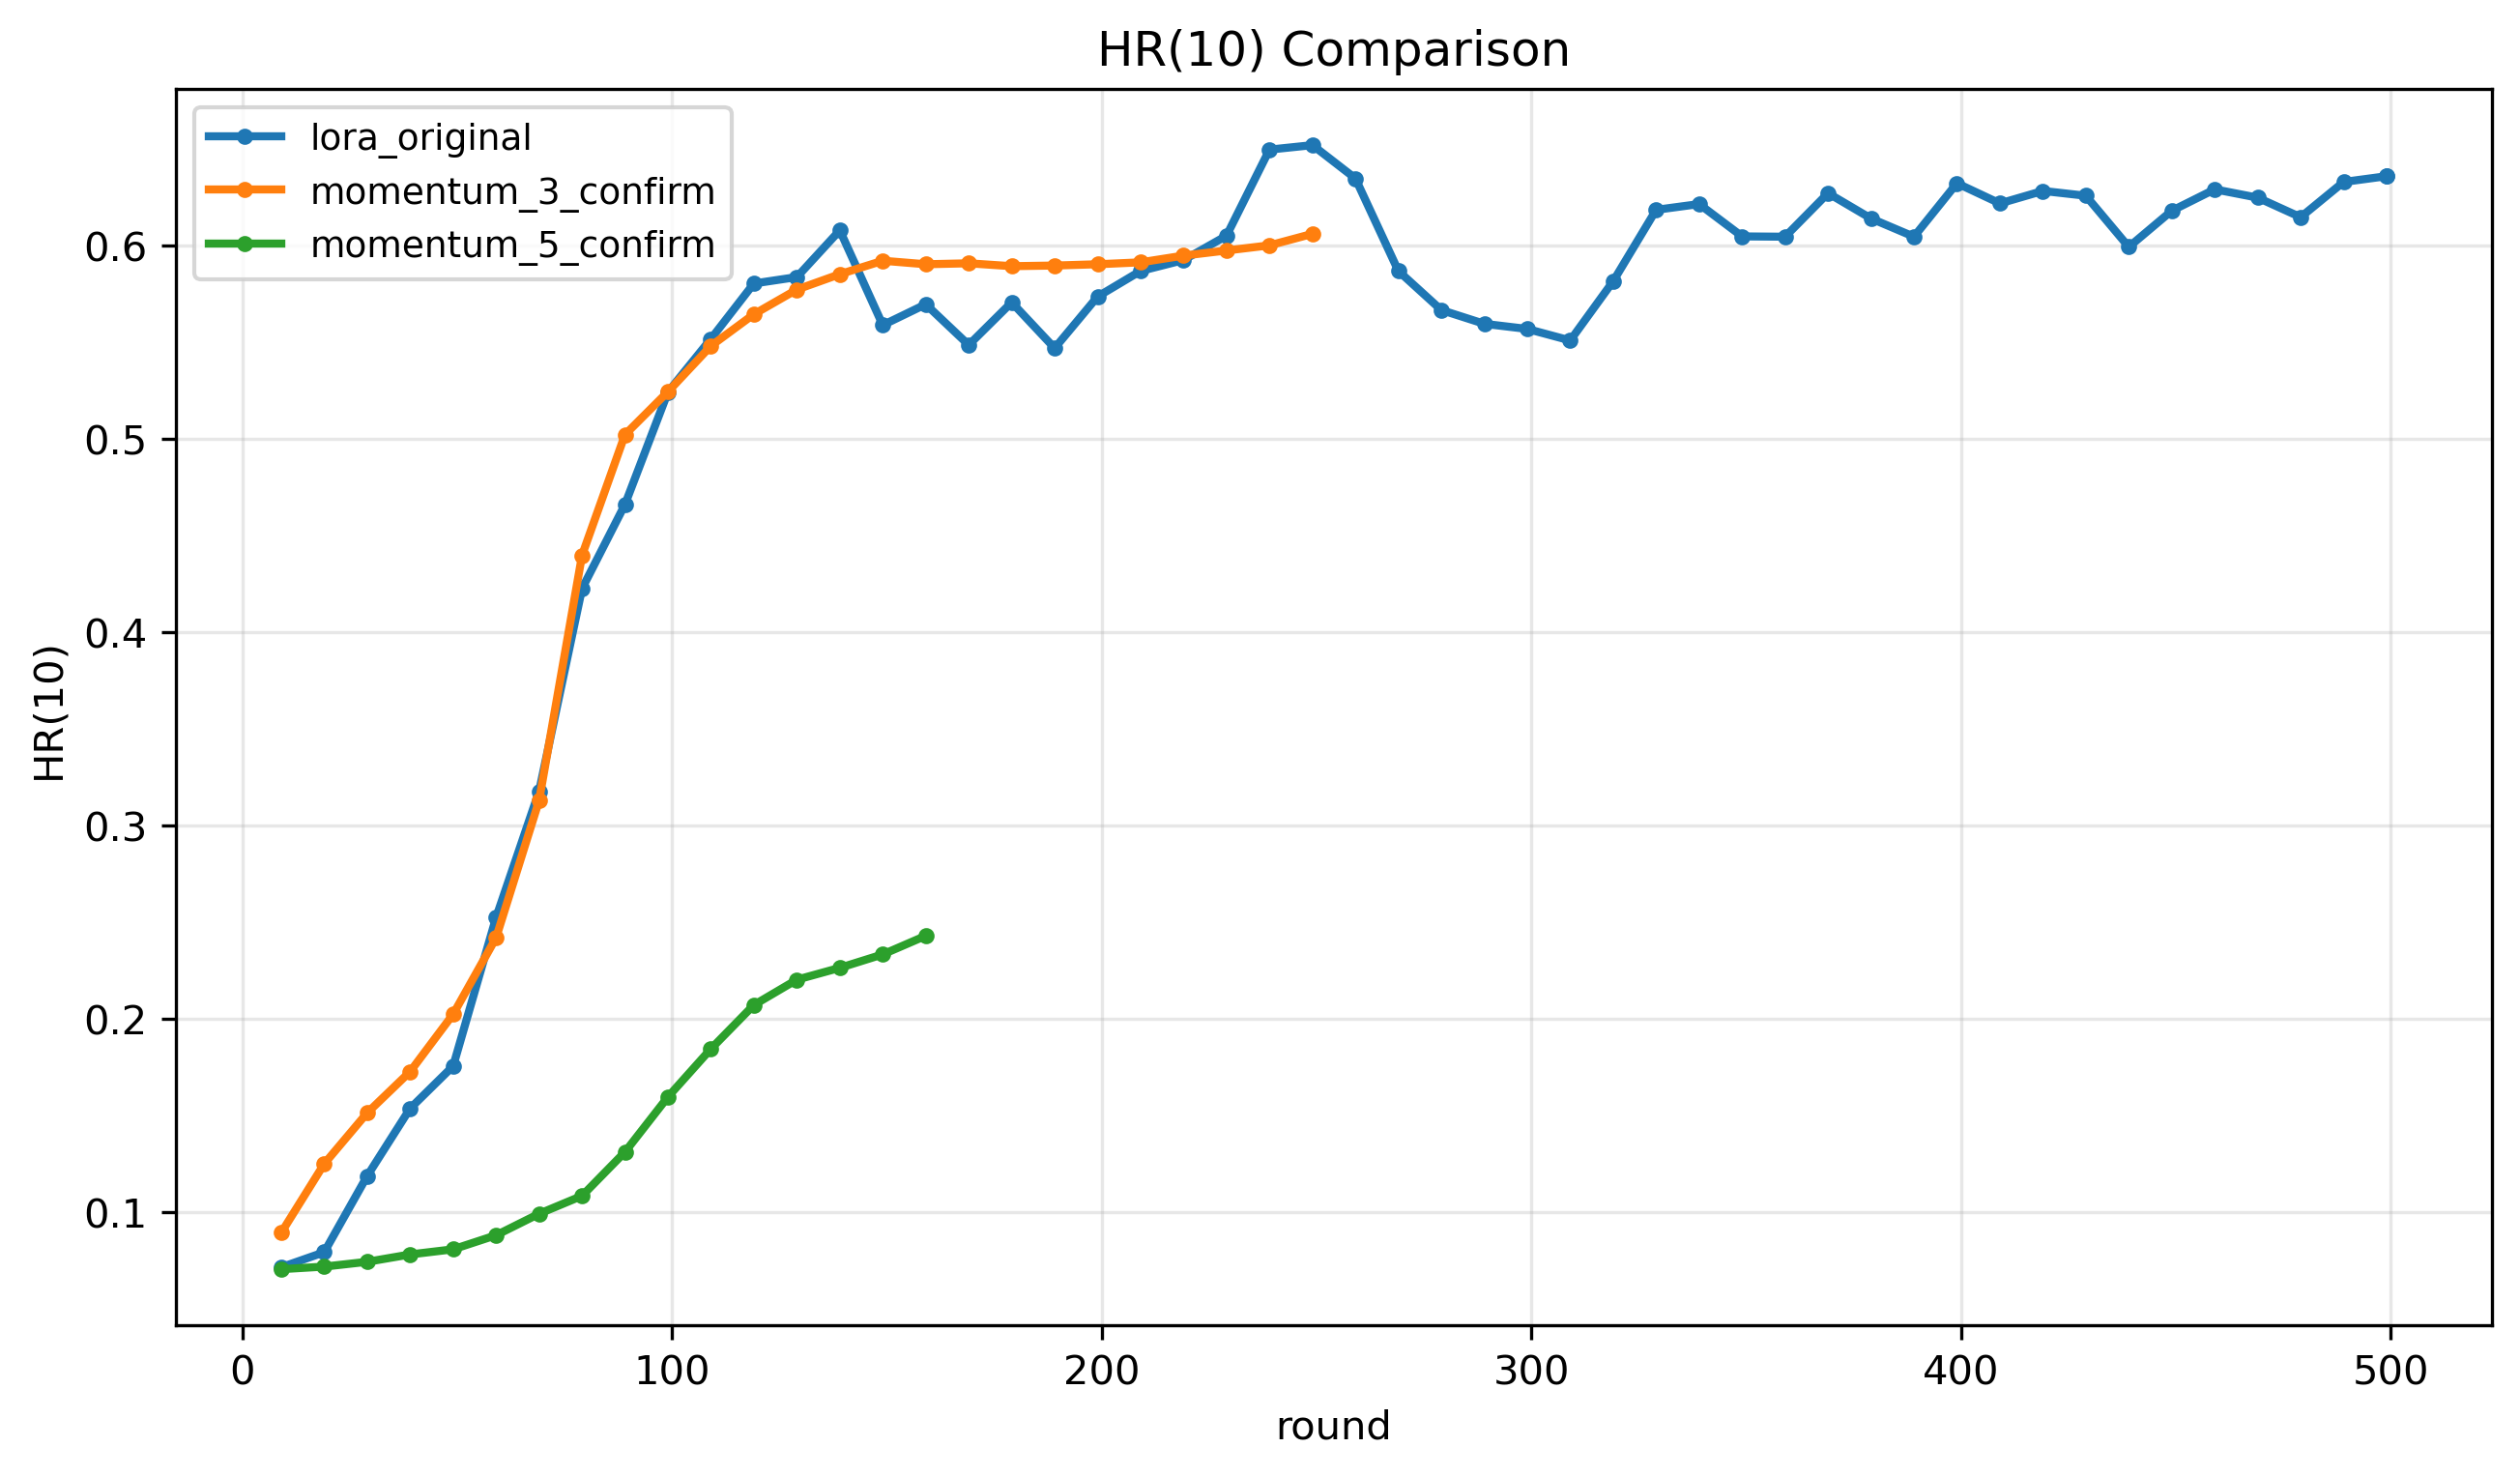 HR(10) Comparison
lora_original
momentum_3_confirm
momentum_5_confirm
HR(10)
0.6
0.5
0.4
0.3
0.2
0.1
0 100 200 300 400 500
round